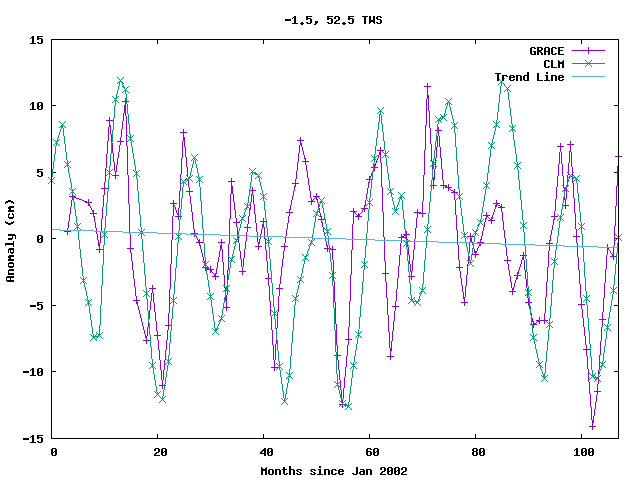 -1.5, 52.5 TWS
GRACE
CLM
Trend Line
15
10
5
0
-5
-10
-15
Anomaly (cm)
0 20 40 60 80 100
Months since Jan 2002